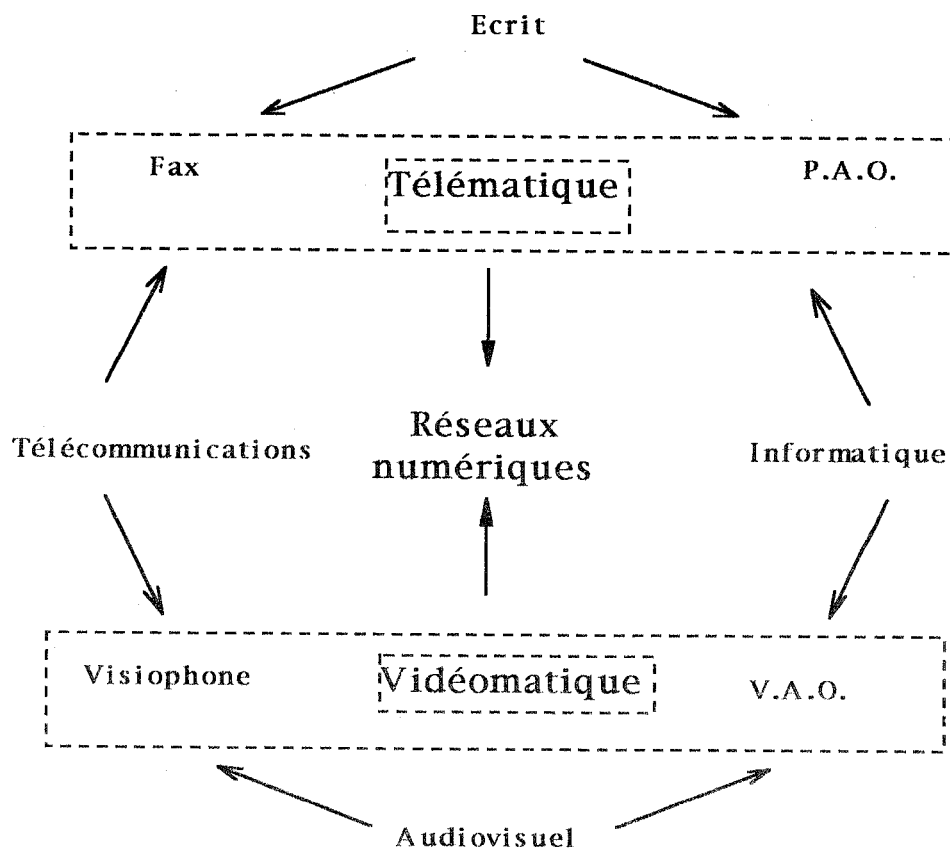 Ecrit
Fax
Télématique
P.A.O.
Télécommunications
Réseaux
numériques
Informatique
Visiophone
Vidéomatique
V.A.O.
Audiovisuel